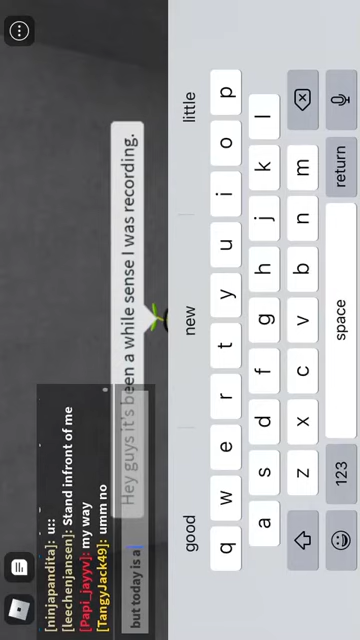 Hey guys it's been a while sense I was recording.
[ninjapandita]: u::
[leechenjansen]: Stand infront of me
[Papi_jayyv]: my way
[TangyJack49]: umm no
but today is a
good new little
q w e r t y u i o p
a s d f g h j k l
z x c v b n m
123 space return